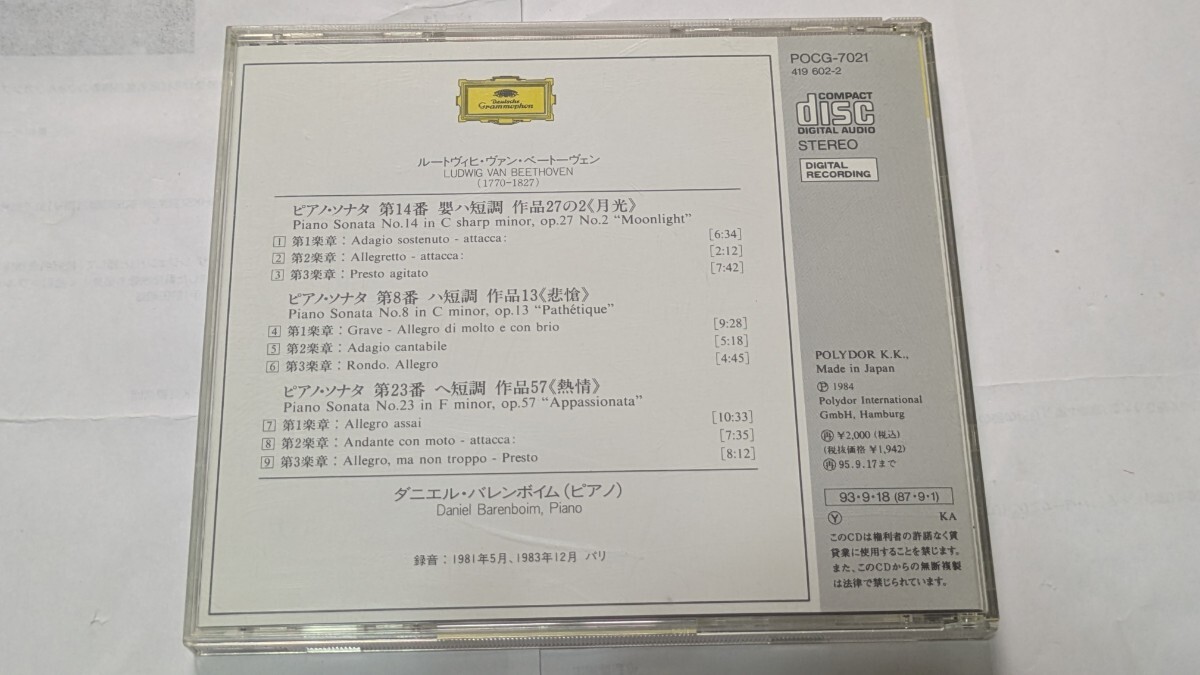 Deutsche
Grammophon
ルートヴィヒ・ヴァン・ベートーヴェン
LUDWIG VAN BEETHOVEN
(1770-1827)
ピアノ・ソナタ 第14番 嬰ハ短調 作品27の2《月光》
Piano Sonata No.14 in C sharp minor, op.27 No.2 “Moonlight”
1 第1楽章：Adagio sostenuto - attacca: [6:34]
2 第2楽章：Allegretto - attacca: [2:12]
3 第3楽章：Presto agitato [7:42]
ピアノ・ソナタ 第8番 ハ短調 作品13《悲愴》
Piano Sonata No.8 in C minor, op.13 “Pathétique”
4 第1楽章：Grave - Allegro di molto e con brio [9:28]
5 第2楽章：Adagio cantabile [5:18]
6 第3楽章：Rondo. Allegro [4:45]
ピアノ・ソナタ 第23番 ヘ短調 作品57《熱情》
Piano Sonata No.23 in F minor, op.57 “Appassionata”
7 第1楽章：Allegro assai [10:33]
8 第2楽章：Andante con moto - attacca: [7:35]
9 第3楽章：Allegro, ma non troppo - Presto [8:12]
ダニエル・バレンボイム（ピアノ）
Daniel Barenboim, Piano
録音：1981年5月、1983年12月 パリ
POCG-7021
419 602-2
COMPACT
disc
DIGITAL AUDIO
STEREO
DIGITAL
RECORDING
POLYDOR K.K.,
Made in Japan
Ⓟ 1984
Polydor International
GmbH, Hamburg
㊢ ¥2,000（税込）
（税抜価格 ¥1,942）
㊢ 95.9.17まで
93・9・18 (87・9・1)
Ⓨ KA
このCDは権利者の許諾なく賃
貸業に使用することを禁じます。
また、このCDからの無断複製
は法律で禁じられています。